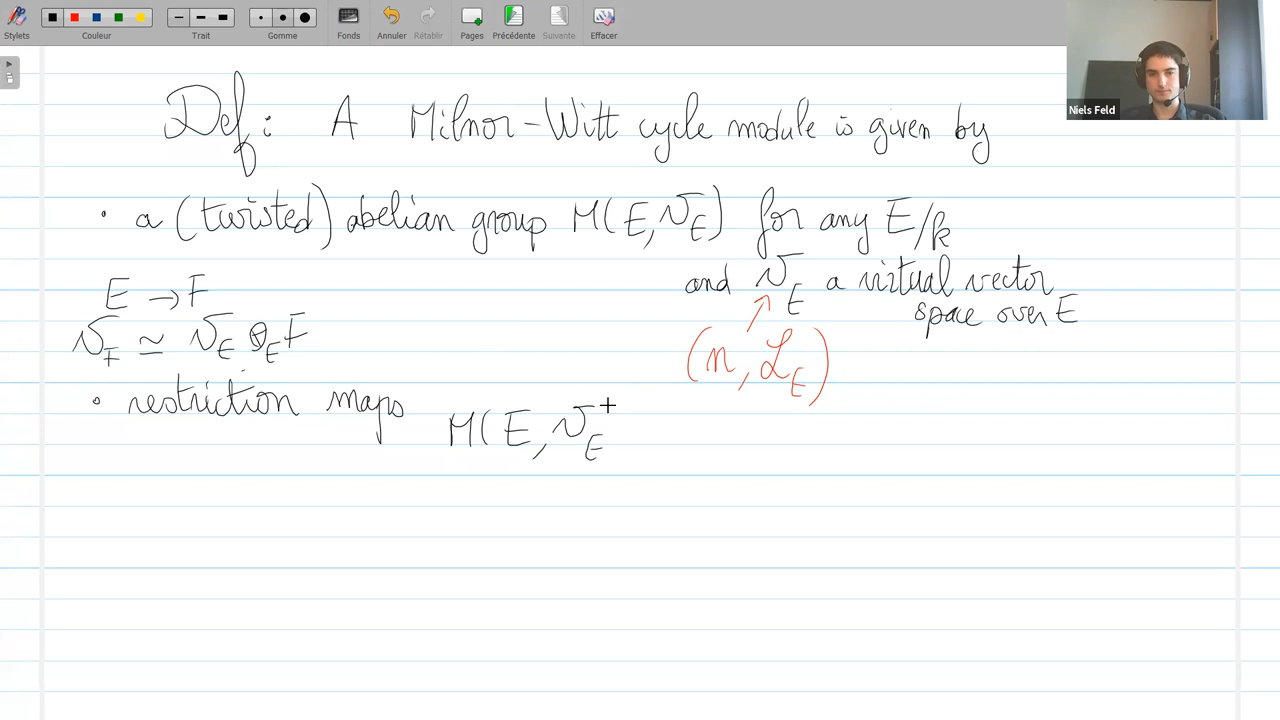 Stylets Couleur Trait Gomme Fonds Annuler Rétablir Pages Précédente Suivante Effacer
Niels Feld
Def: A Milnor-Witt cycle module is given by
• a (twisted) abelian group M(E, 𝒱_E) for any E/k
and 𝒱_E a virtual vector
space over E
E → F
𝒱_F ≃ 𝒱_E ⊗_E F
(n, ℒ_E)
• restriction maps M(E, 𝒱_E